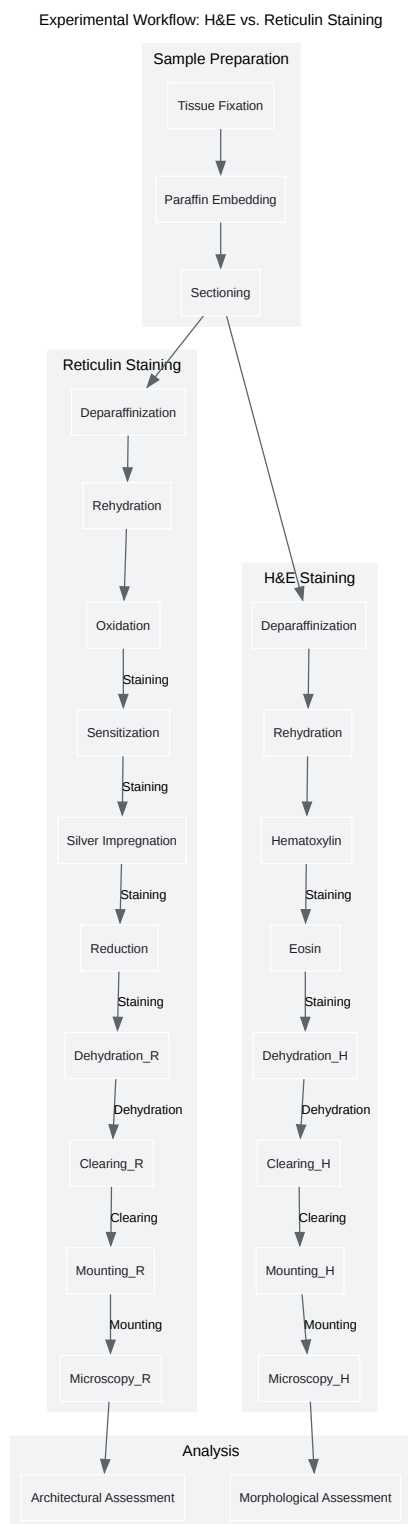 Experimental Workflow: H&E vs. Reticulin Staining
Sample Preparation
Tissue Fixation
Paraffin Embedding
Sectioning
Reticulin Staining
Deparaffinization
Rehydration
Oxidation
Staining
Sensitization
Staining
Silver Impregnation
Staining
Reduction
Staining
Dehydration_R
Dehydration
Clearing_R
Clearing
Mounting_R
Mounting
Microscopy_R
H&E Staining
Deparaffinization
Rehydration
Hematoxylin
Staining
Eosin
Staining
Dehydration_H
Dehydration
Clearing_H
Clearing
Mounting_H
Mounting
Microscopy_H
Analysis
Architectural Assessment
Morphological Assessment